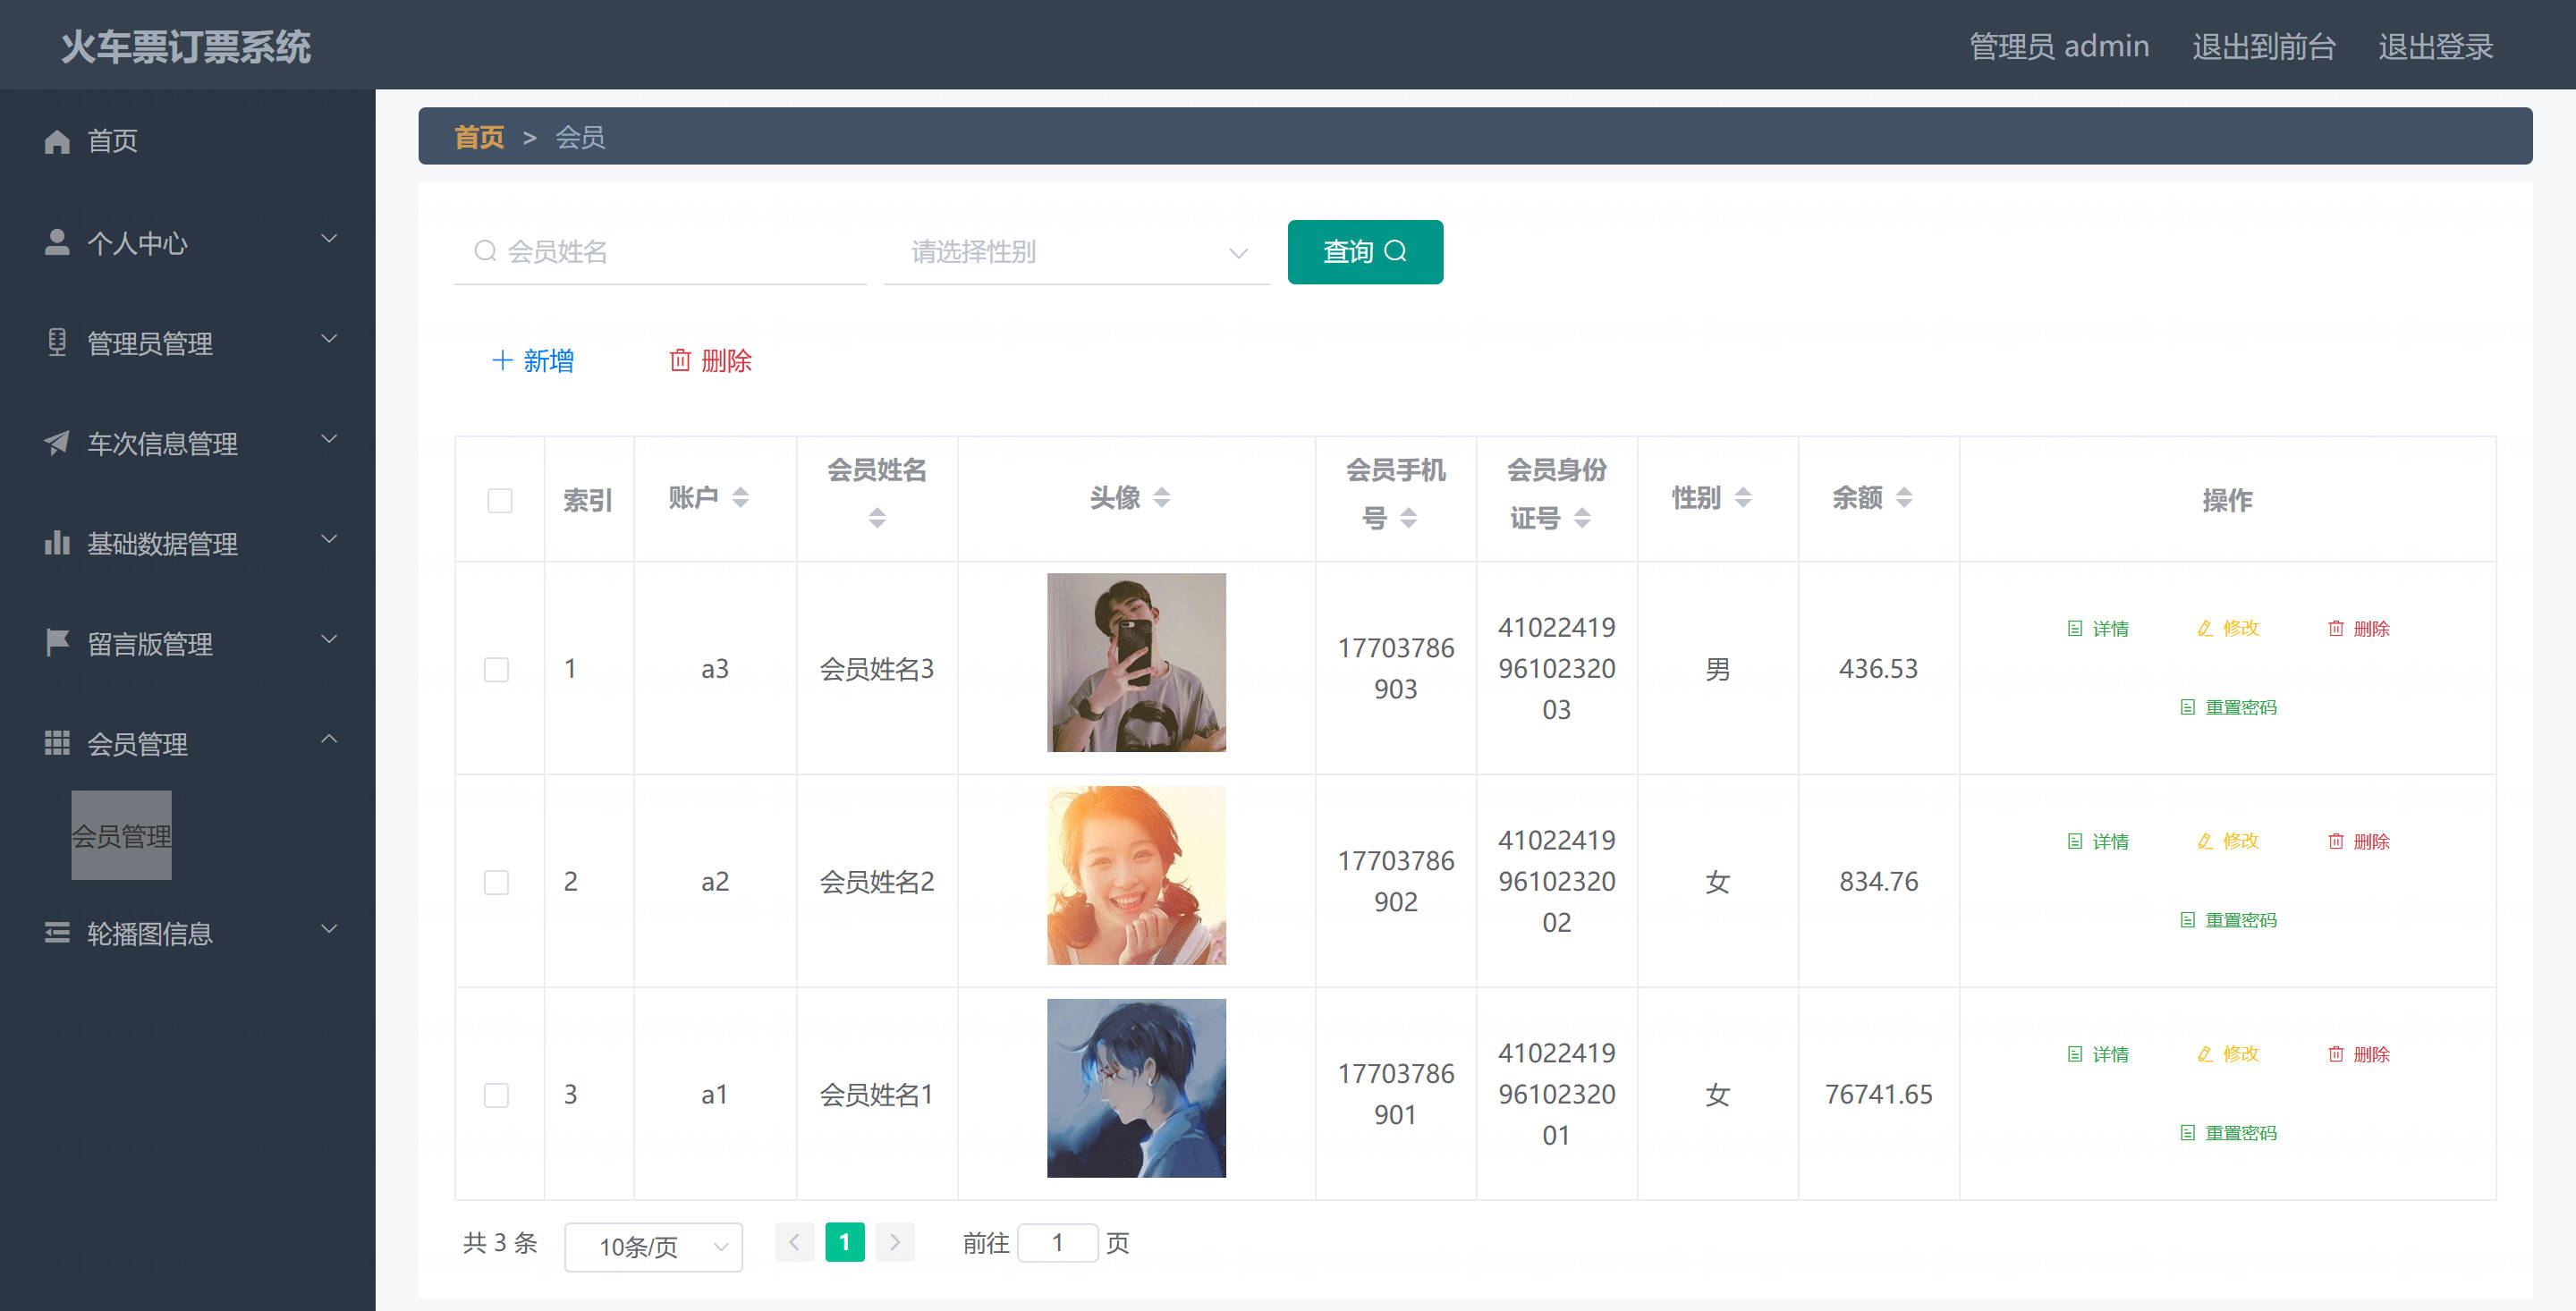 火车票订票系统
管理员 admin 退出到前台 退出登录
首页
个人中心
管理员管理
车次信息管理
基础数据管理
留言版管理
会员管理
会员管理
轮播图信息
首页 > 会员
会员姓名 请选择性别 查询
新增 删除
索引 账户 会员姓名 头像 会员手机号 会员身份证号 性别 余额 操作
1 a3 会员姓名3 17703786903 410224199610232003 男 436.53 详情 修改 删除
重置密码
2 a2 会员姓名2 17703786902 410224199610232002 女 834.76 详情 修改 删除
重置密码
3 a1 会员姓名1 17703786901 410224199610232001 女 76741.65 详情 修改 删除
重置密码
共 3 条 10条/页 1 前往 1 页